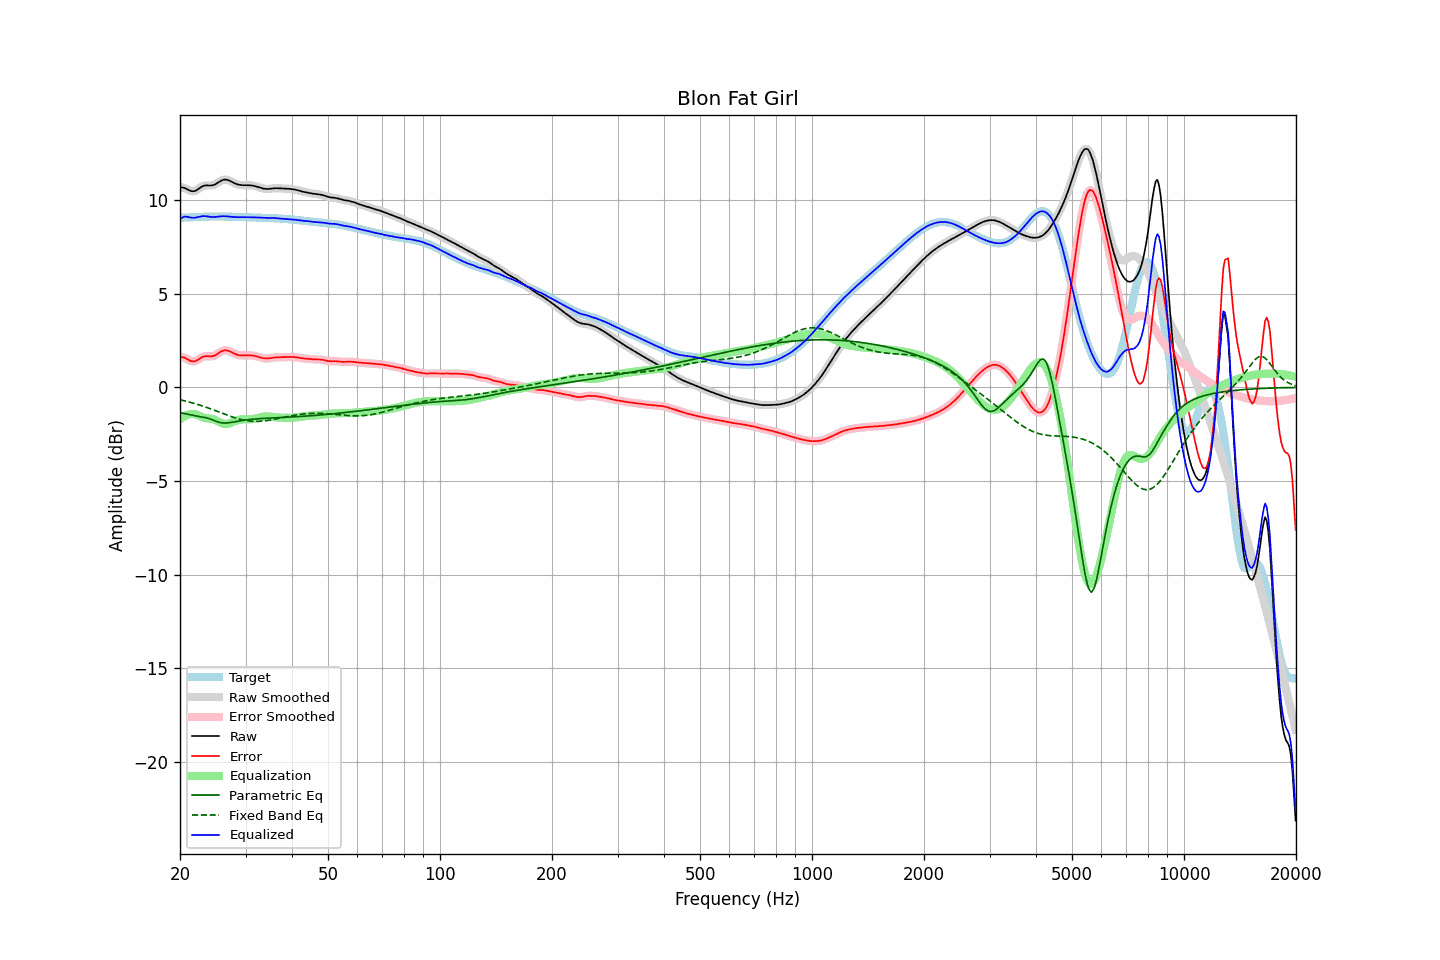 Blon Fat Girl
Amplitude (dBr)
10
5
0
−5
−10
−15
−20
Target
Raw Smoothed
Error Smoothed
Raw
Error
Equalization
Parametric Eq
Fixed Band Eq
Equalized
20 50 100 200 500 1000 2000 5000 10000 20000
Frequency (Hz)